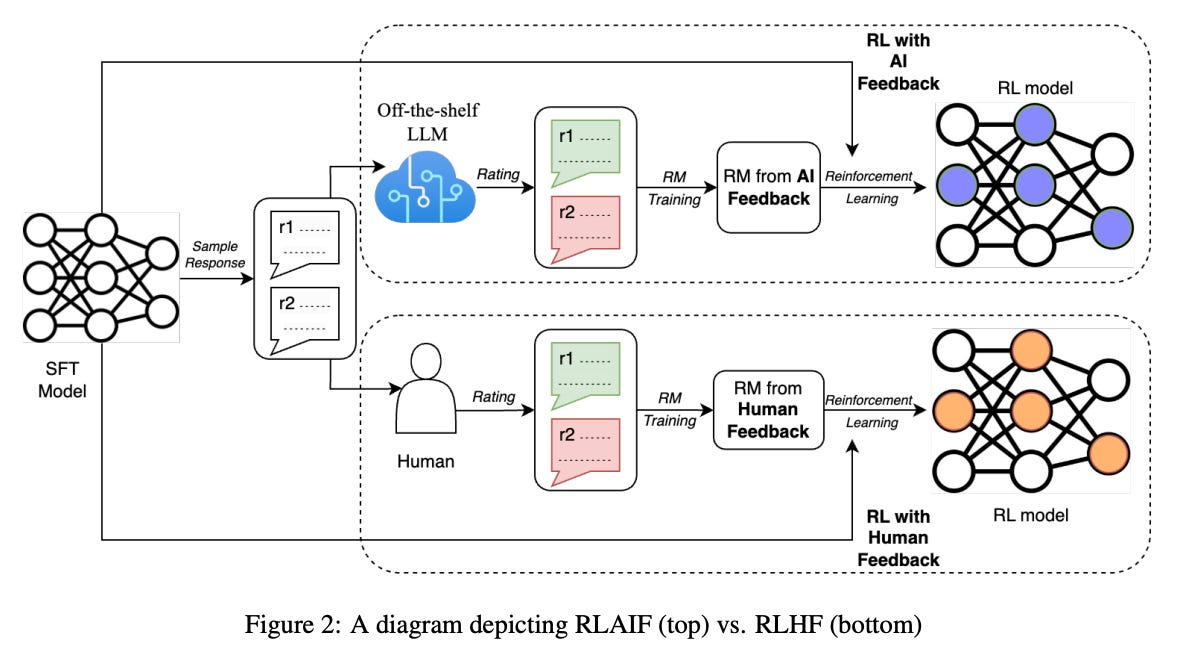 RL with
AI
Feedback
RL model
Off-the-shelf
LLM
r1 ......
..........
r2 ......
..........
Rating
RM
Training
RM from AI
Feedback
Reinforcement
Learning
Sample
Response
r1 ......
........
r2 ......
........
SFT
Model
Human
Rating
r1 ......
..........
r2 ......
..........
RM
Training
RM from
Human
Feedback
Reinforcement
Learning
RL with
Human
Feedback
RL model
Figure 2: A diagram depicting RLAIF (top) vs. RLHF (bottom)